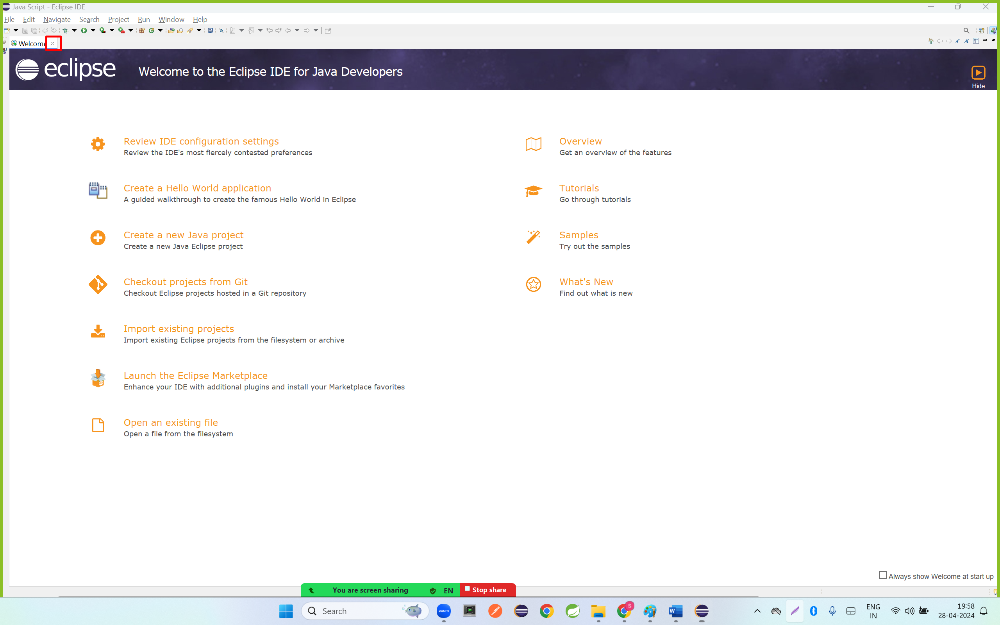 Java Script - Eclipse IDE
File Edit Navigate Search Project Run Window Help
Welcome
eclipse
Welcome to the Eclipse IDE for Java Developers
Hide
Review IDE configuration settings
Review the IDE's most fiercely contested preferences
Overview
Get an overview of the features
Create a Hello World application
A guided walkthrough to create the famous Hello World in Eclipse
Tutorials
Go through tutorials
Create a new Java project
Create a new Java Eclipse project
Samples
Try out the samples
Checkout projects from Git
Checkout Eclipse projects hosted in a Git repository
What's New
Find out what is new
Import existing projects
Import existing Eclipse projects from the filesystem or archive
Launch the Eclipse Marketplace
Enhance your IDE with additional plugins and install your Marketplace favorites
Open an existing file
Open a file from the filesystem
Always show Welcome at start up
You are screen sharing EN Stop share
Search
zoom
S
W
ENG
IN
19:58
28-04-2024